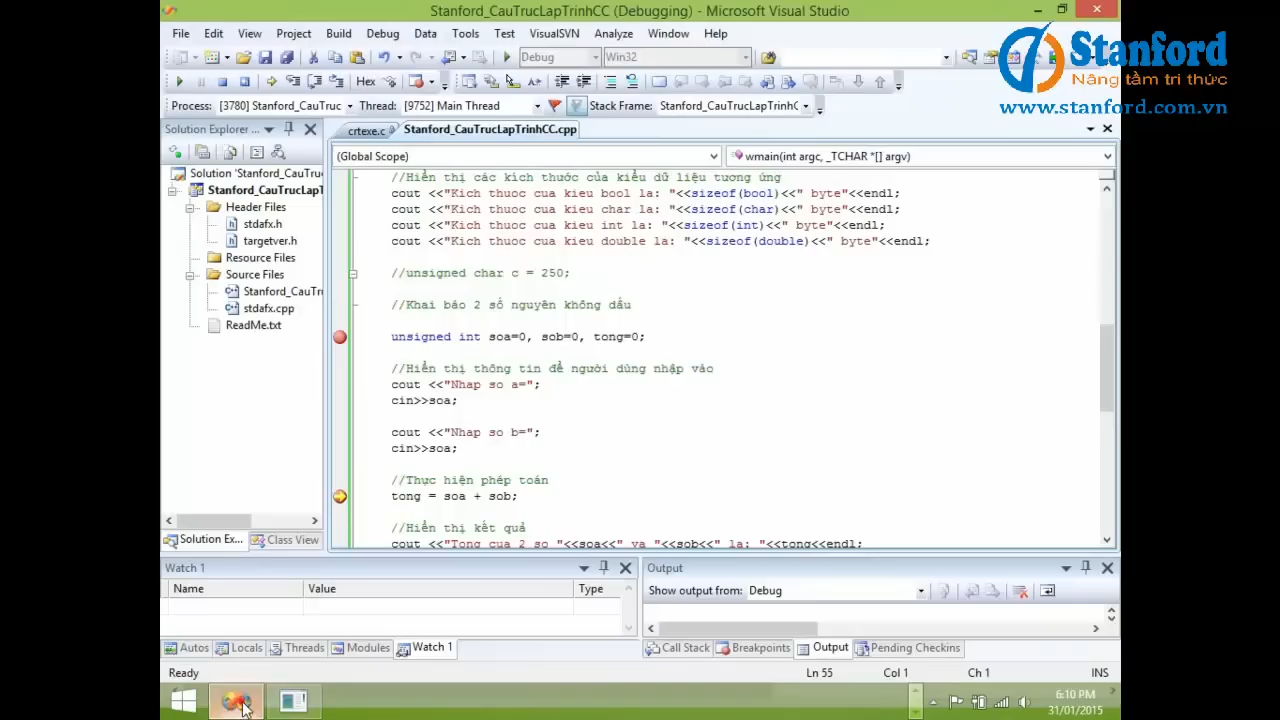 Stanford_CauTrucLapTrinhCC (Debugging) - Microsoft Visual Studio
File Edit View Project Build Debug Data Tools Test VisualSVN Analyze Window Help
Stanford
Nâng tầm tri thức
www.stanford.com.vn
Debug Win32
Hex
Process: [3780] Stanford_CauTruc Thread: [9752] Main Thread Stack Frame: Stanford_CauTrucLapTrinhC
Solution Explorer ...
crtexe.c Stanford_CauTrucLapTrinhCC.cpp
(Global Scope) wmain(int argc, _TCHAR *[] argv)
Solution 'Stanford_CauTru
Stanford_CauTrucLapT
Header Files
stdafx.h
targetver.h
Resource Files
Source Files
Stanford_CauTr
stdafx.cpp
ReadMe.txt
Solution Ex... Class View
//Hiển thị các kích thước của kiểu dữ liệu tương ứng
cout <<"Kich thuoc cua kieu bool la: "<<sizeof(bool)<<" byte"<<endl;
cout <<"Kich thuoc cua kieu char la: "<<sizeof(char)<<" byte"<<endl;
cout <<"Kich thuoc cua kieu int la: "<<sizeof(int)<<" byte"<<endl;
cout <<"Kich thuoc cua kieu double la: "<<sizeof(double)<<" byte"<<endl;
//unsigned char c = 250;
//Khai báo 2 số nguyên không dấu
unsigned int soa=0, sob=0, tong=0;
//Hiển thị thông tin để người dùng nhập vào
cout <<"Nhap so a=";
cin>>soa;
cout <<"Nhap so b=";
cin>>soa;
//Thực hiện phép toán
tong = soa + sob;
//Hiển thị kết quả
cout <<"Tong cua 2 so "<<soa<<" va "<<sob<<" la: "<<tong<<endl;
Watch 1
Name Value Type
Autos Locals Threads Modules Watch 1
Output
Show output from: Debug
Call Stack Breakpoints Output Pending Checkins
Ready Ln 55 Col 1 Ch 1 INS
6:10 PM
31/01/2015